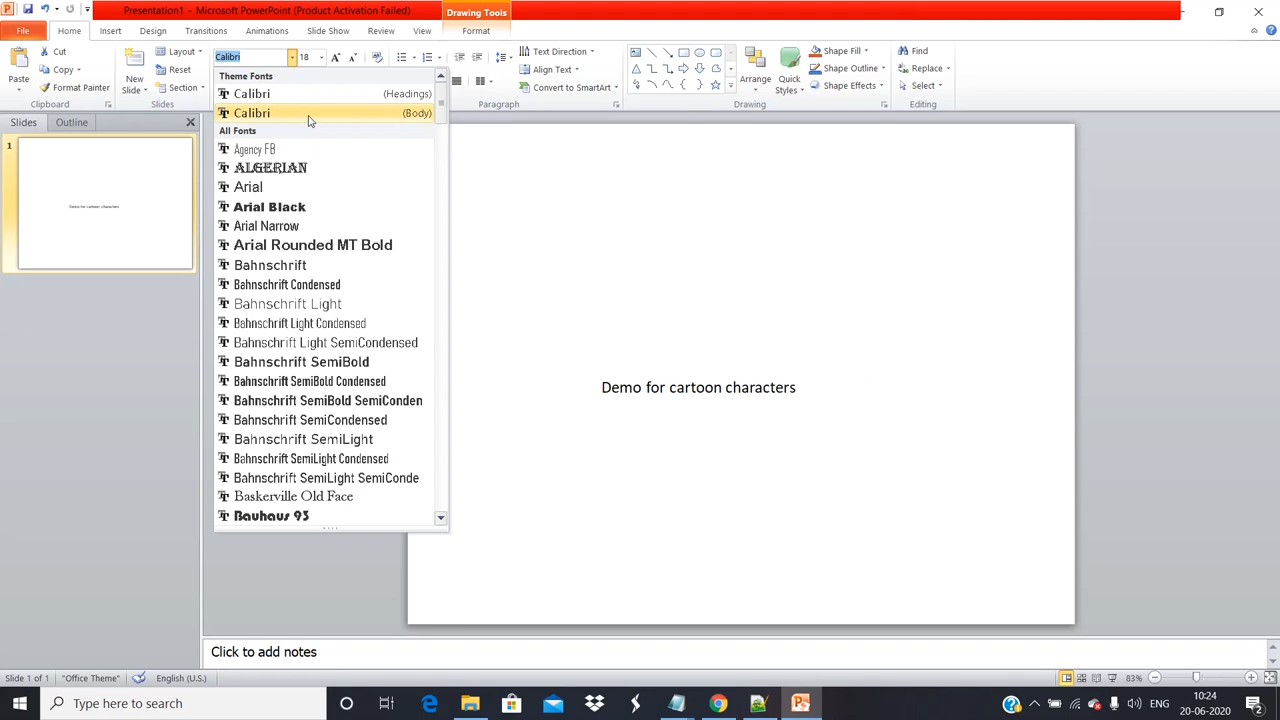 Presentation1 - Microsoft PowerPoint (Product Activation Failed)
Drawing Tools
File Home Insert Design Transitions Animations Slide Show Review View Format
Paste
Cut
Copy
Format Painter
Clipboard
New Slide
Layout
Reset
Section
Slides
Calibri 18
Text Direction
Align Text
Convert to SmartArt
Paragraph
Arrange
Quick Styles
Shape Fill
Shape Outline
Shape Effects
Drawing
Find
Replace
Select
Editing
Slides Outline
1
Demo for cartoon characters
Theme Fonts
Calibri (Headings)
Calibri (Body)
All Fonts
Agency FB
ALGERIAN
Arial
Arial Black
Arial Narrow
Arial Rounded MT Bold
Bahnschrift
Bahnschrift Condensed
Bahnschrift Light
Bahnschrift Light Condensed
Bahnschrift Light SemiCondensed
Bahnschrift SemiBold
Bahnschrift SemiBold Condensed
Bahnschrift SemiBold SemiConden
Bahnschrift SemiCondensed
Bahnschrift SemiLight
Bahnschrift SemiLight Condensed
Bahnschrift SemiLight SemiConde
Baskerville Old Face
Bauhaus 93
Demo for cartoon characters
Click to add notes
Slide 1 of 1 "Office Theme" English (U.S.) 83%
Type here to search
ENG
10:24
20-06-2020
2